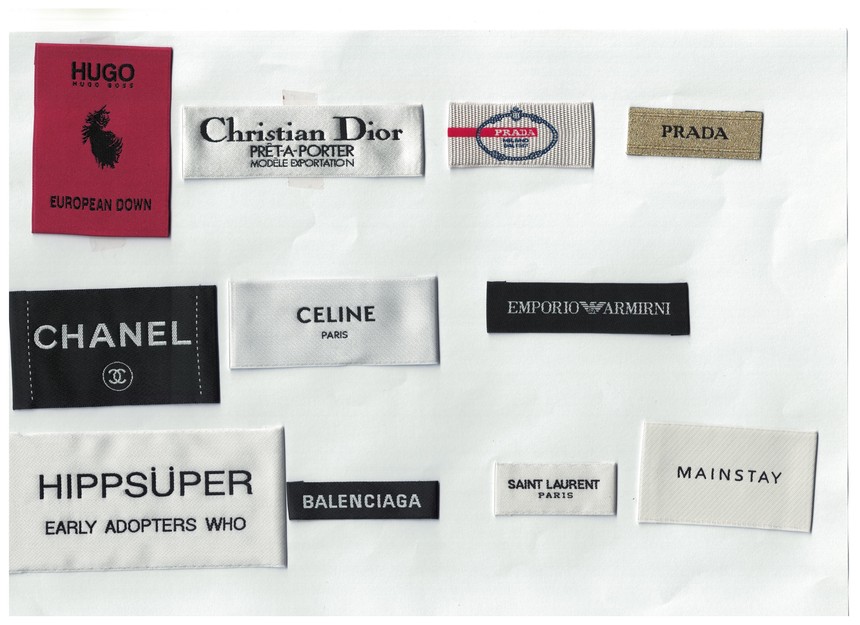 HUGO
HUGO BOSS
EUROPEAN DOWN
Christian Dior
PRÊT-A-PORTER
MODÈLE EXPORTATION
PRADA
MILANO
PRADA
CHANEL
CELINE
PARIS
EMPORIO ARMIRNI
HIPPSÜPER
EARLY ADOPTERS WHO
BALENCIAGA
SAINT LAURENT
PARIS
MAINSTAY